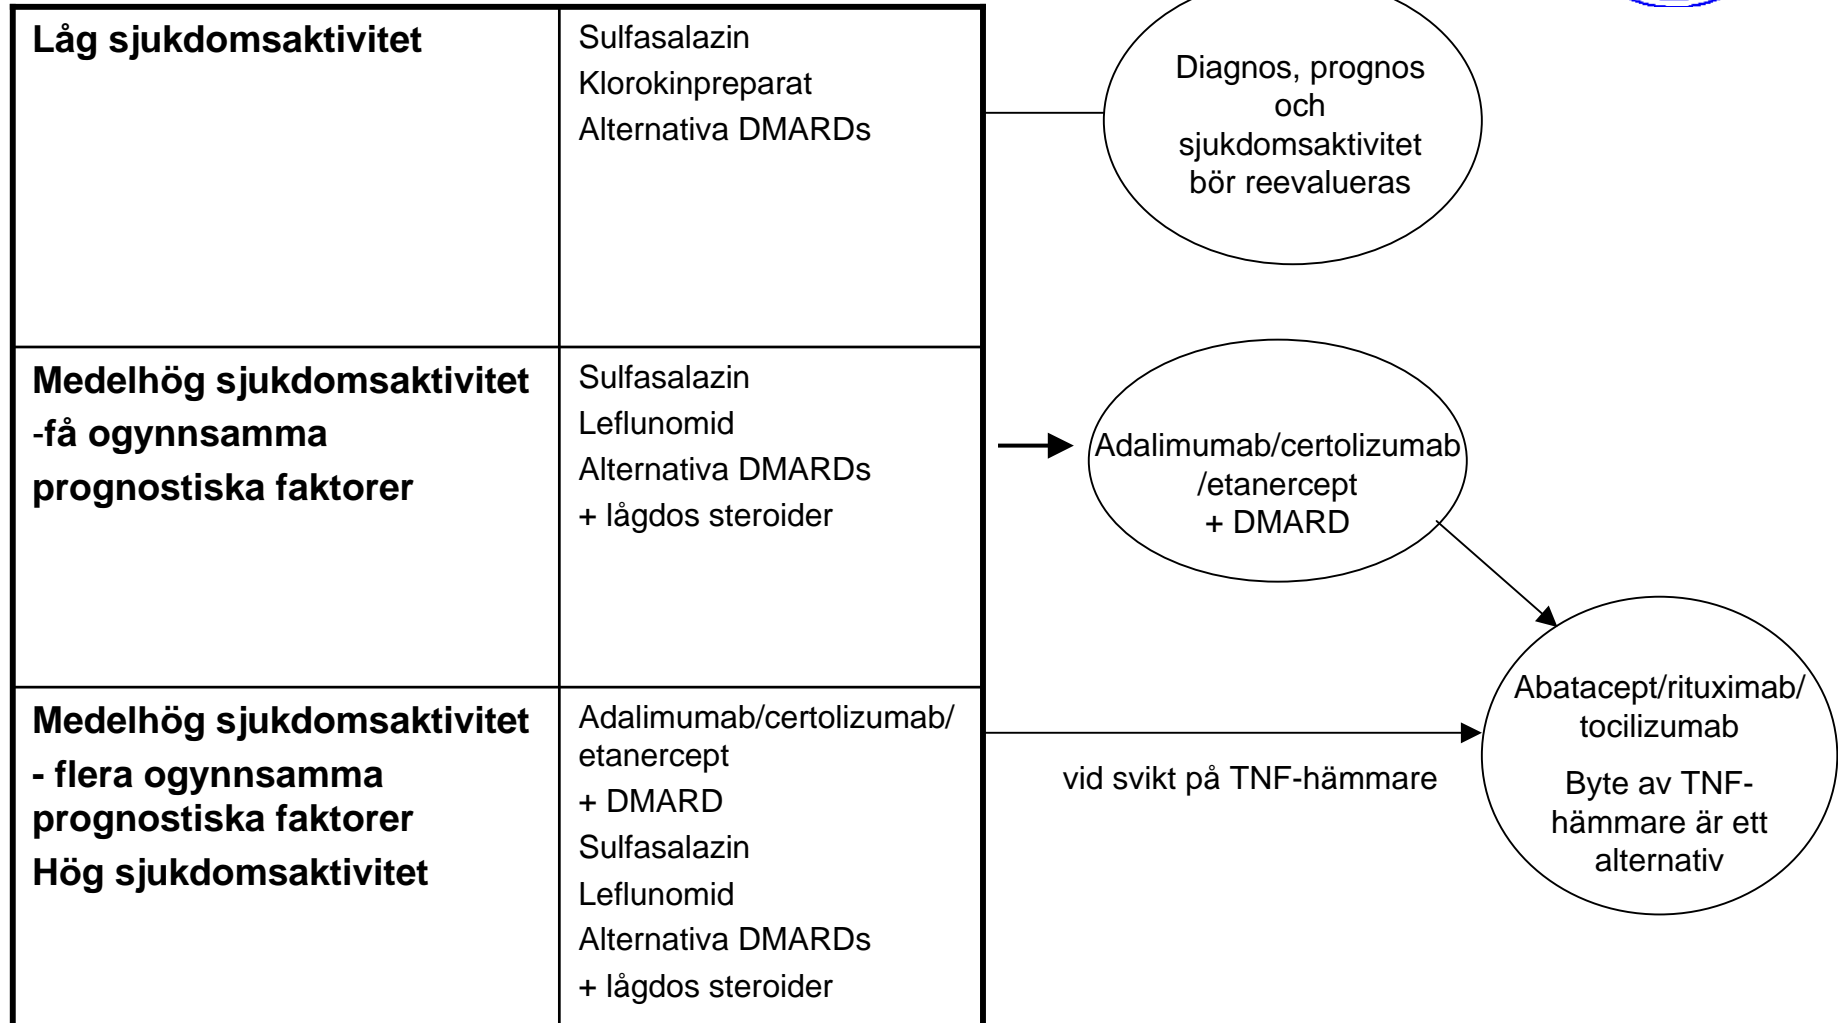 Låg sjukdomsaktivitet
Sulfasalazin
Klorokinpreparat
Alternativa DMARDs
Diagnos, prognos
och
sjukdomsaktivitet
bör reevalueras
Medelhög sjukdomsaktivitet
-få ogynnsamma
prognostiska faktorer
Sulfasalazin
Leflunomid
Alternativa DMARDs
+ lågdos steroider
Adalimumab/certolizumab
/etanercept
+ DMARD
Medelhög sjukdomsaktivitet
- flera ogynnsamma
prognostiska faktorer
Hög sjukdomsaktivitet
Adalimumab/certolizumab/
etanercept
+ DMARD
Sulfasalazin
Leflunomid
Alternativa DMARDs
+ lågdos steroider
vid svikt på TNF-hämmare
Abatacept/rituximab/
tocilizumab
Byte av TNF-
hämmare är ett
alternativ